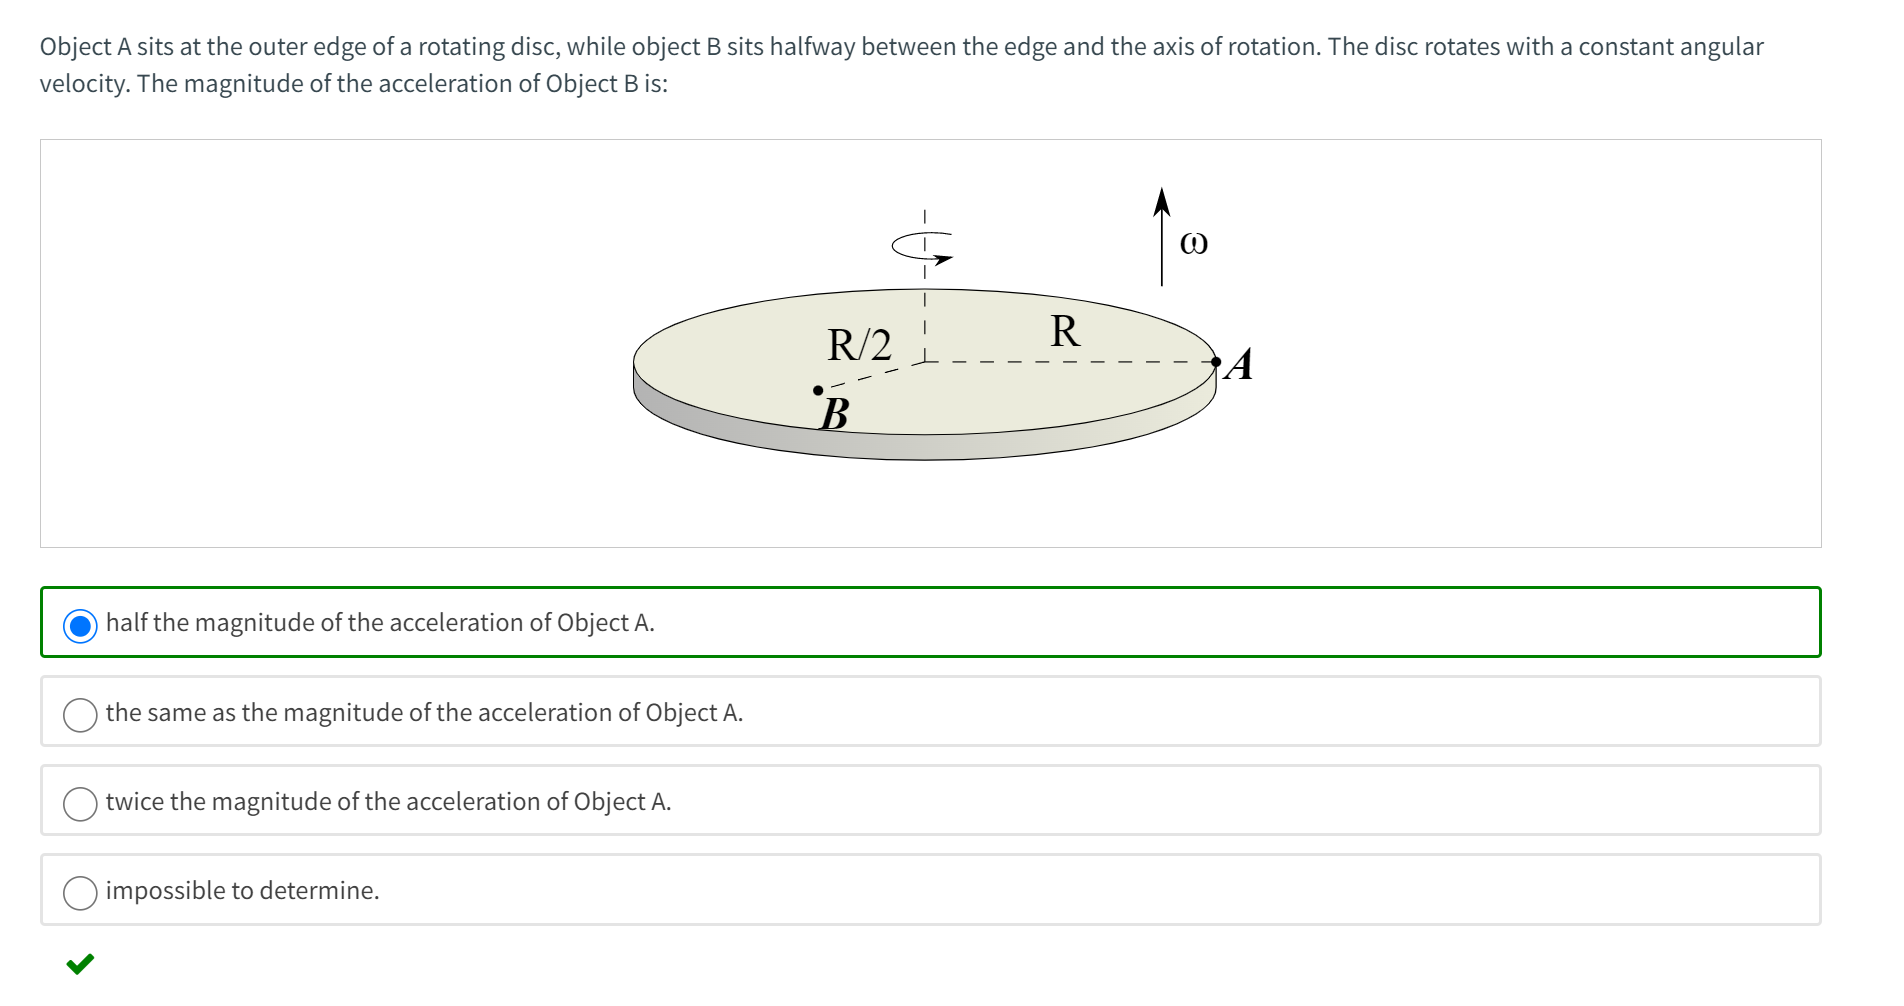 Object A sits at the outer edge of a rotating disc, while object B sits halfway between the edge and the axis of rotation. The disc rotates with a constant angular
velocity. The magnitude of the acceleration of Object B is:
ω
R/2
R
A
B
half the magnitude of the acceleration of Object A.
the same as the magnitude of the acceleration of Object A.
twice the magnitude of the acceleration of Object A.
impossible to determine.